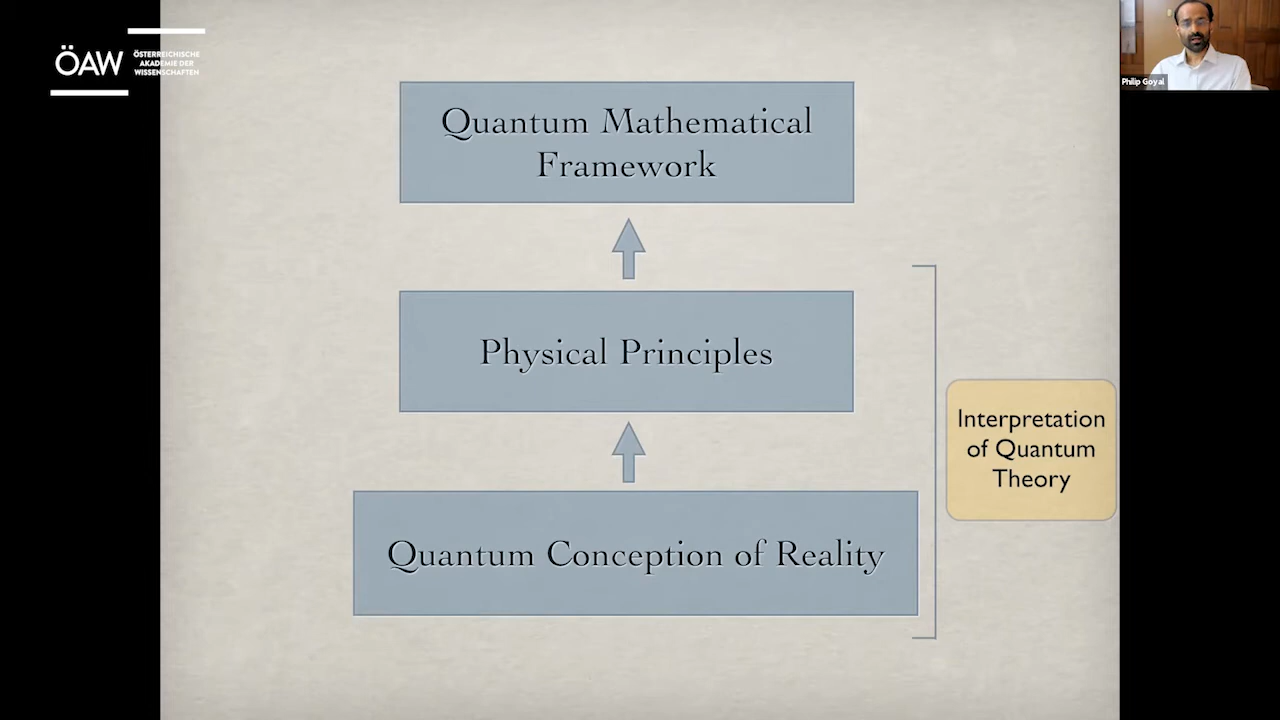 ÖAW
ÖSTERREICHISCHE
AKADEMIE DER
WISSENSCHAFTEN
Philip Goyal
Quantum Mathematical
Framework
Physical Principles
Interpretation
of Quantum
Theory
Quantum Conception of Reality